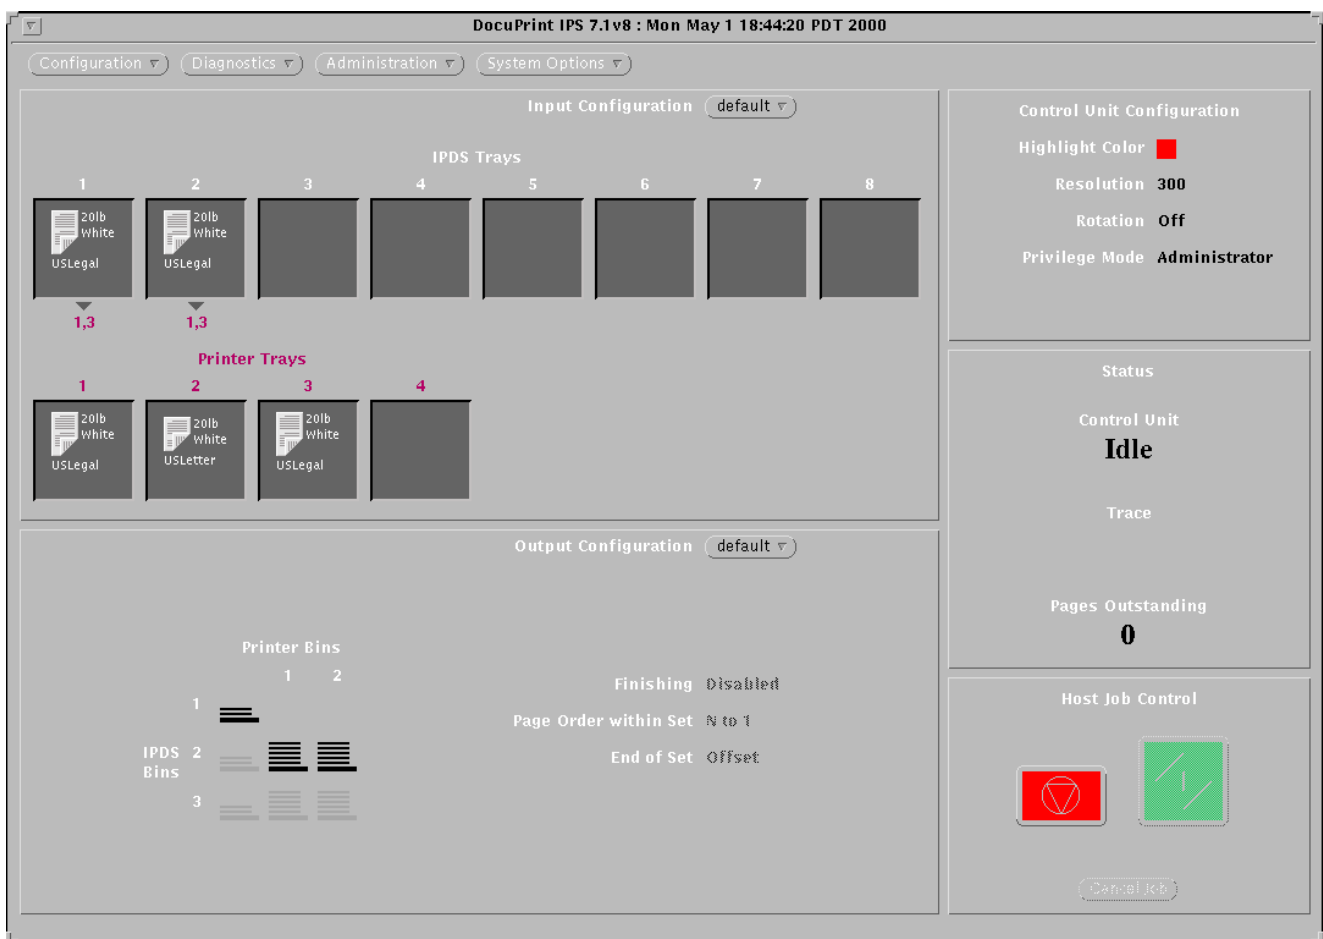 DocuPrint IPS 7.1v8 : Mon May 1 18:44:20 PDT 2000
Configuration Diagnostics Administration System Options
Input Configuration default
IPDS Trays
1 2 3 4 5 6 7 8
20lb White USLegal
20lb White USLegal
1,3 1,3
Printer Trays
1 2 3 4
20lb White USLegal
20lb White USLetter
20lb White USLegal
Output Configuration default
Printer Bins
1 2
1
IPDS Bins 2
3
Finishing Disabled
Page Order within Set N to 1
End of Set Offset
Control Unit Configuration
Highlight Color
Resolution 300
Rotation Off
Privilege Mode Administrator
Status
Control Unit
Idle
Trace
Pages Outstanding
0
Host Job Control
Cancel Job